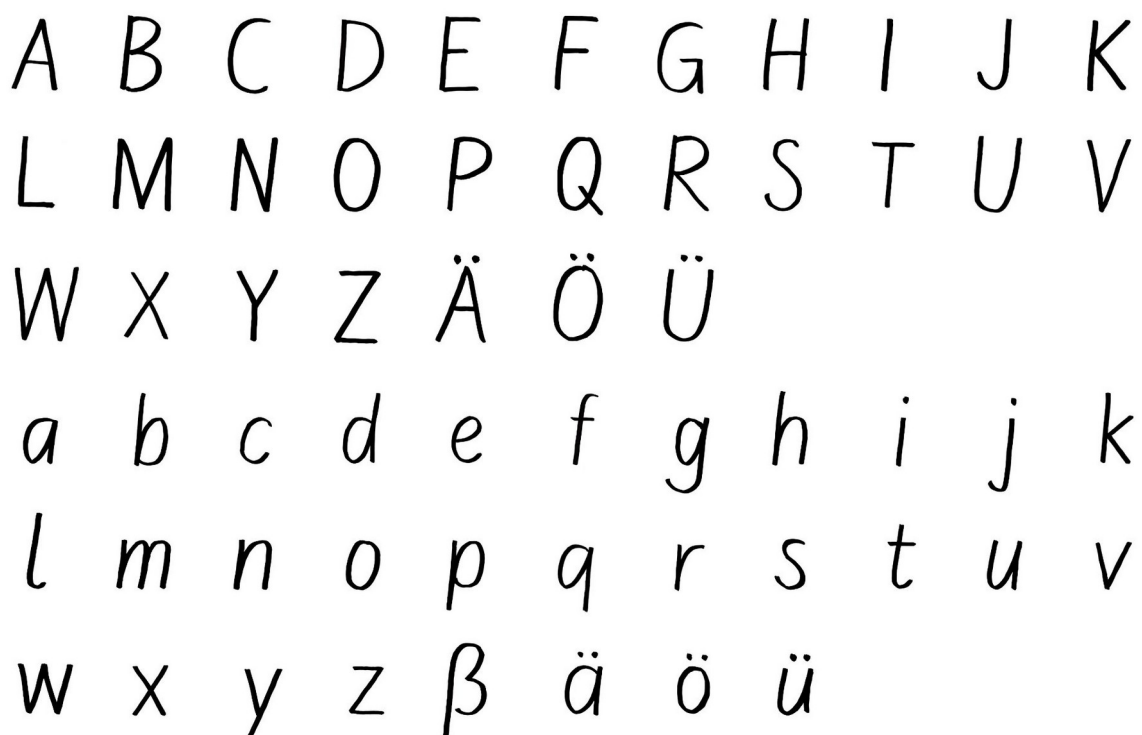 A B C D E F G H I J K
L M N O P Q R S T U V
W X Y Z Ä Ö Ü
a b c d e f g h i j k
l m n o p q r s t u v
w x y z ß ä ö ü